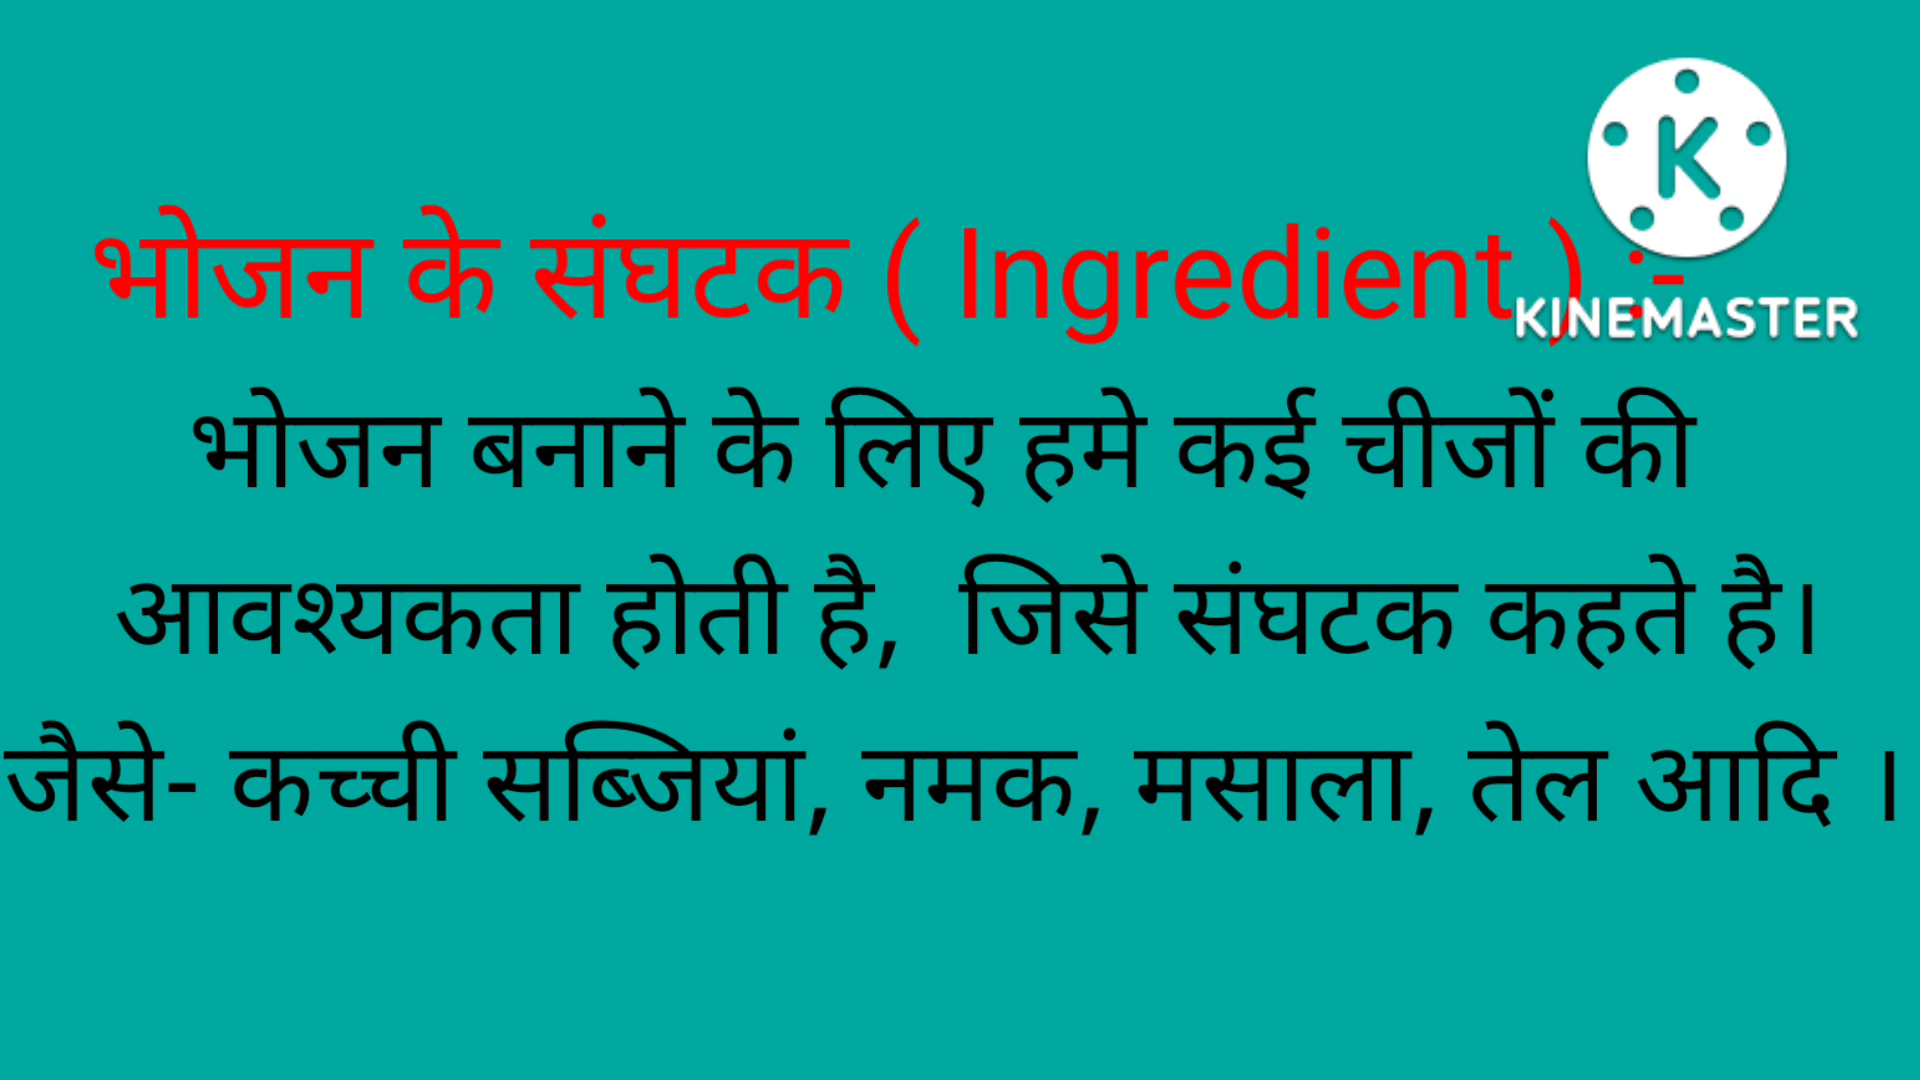 भोजन के संघटक ( Ingredient ) :-
KINEMASTER
भोजन बनाने के लिए हमे कई चीजों की
आवश्यकता होती है,  जिसे संघटक कहते है।
जैसे- कच्ची सब्जियां, नमक, मसाला, तेल आदि ।